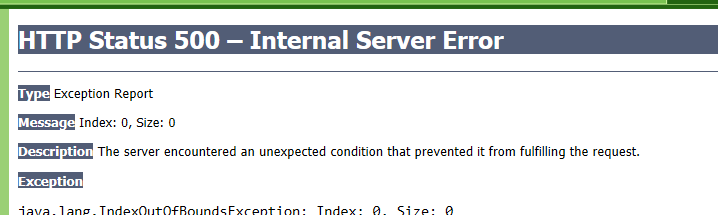 HTTP Status 500 – Internal Server Error
Type Exception Report
Message Index: 0, Size: 0
Description The server encountered an unexpected condition that prevented it from fulfilling the request.
Exception
java.lang.IndexOutOfBoundsException: Index: 0, Size: 0